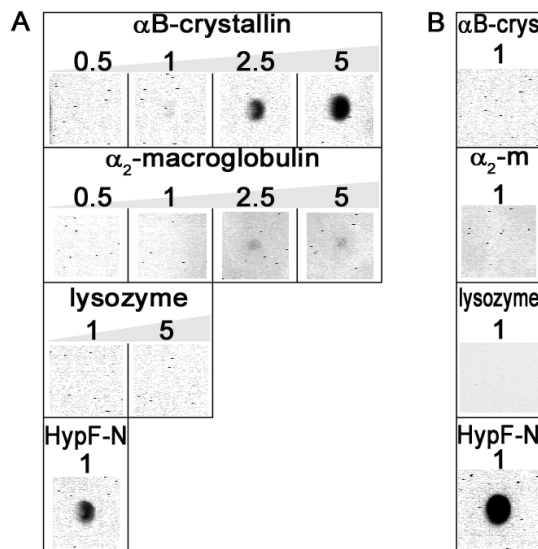 A
αB-crystallin
0.5 1 2.5 5
α₂-macroglobulin
0.5 1 2.5 5
lysozyme
1 5
HypF-N
1
B
αB-crys
1
α₂-m
1
lysozyme
1
HypF-N
1